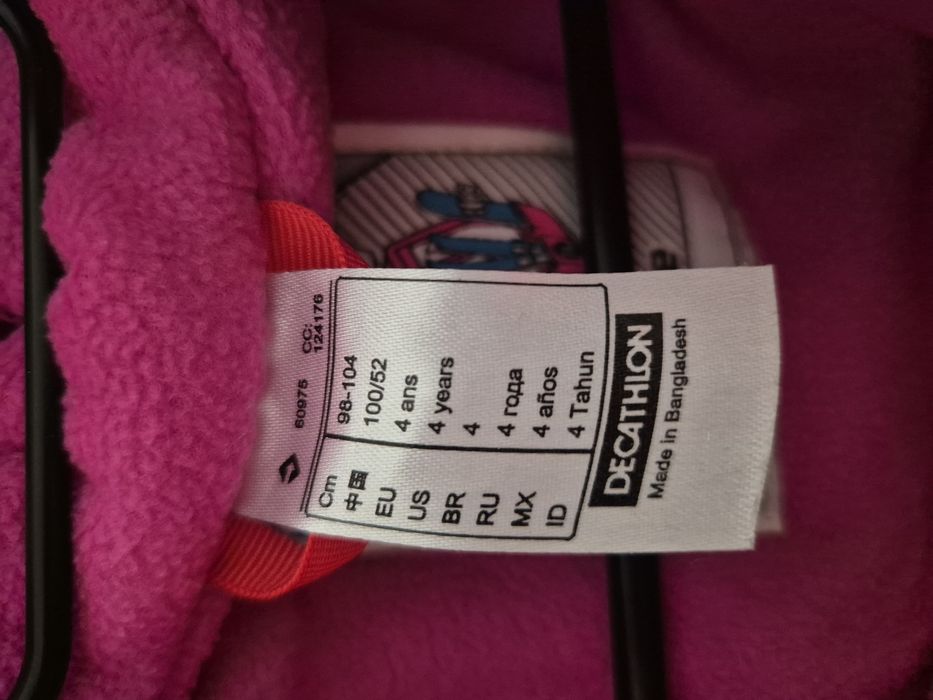 60975 CC:
124176
Cm 98-104
中国 100/52
EU 4 ans
US 4 years
BR 4
RU 4 года
MX 4 años
ID 4 Tahun
DECATHLON
Made in Bangladesh